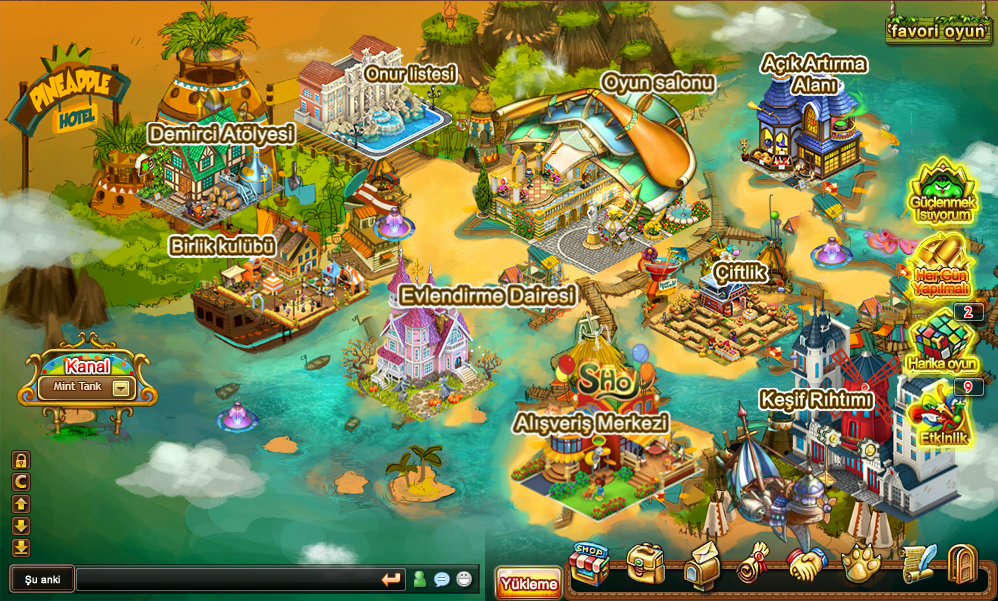 favori oyun
PINEAPPLE
HOTEL
Onur listesi
Oyun salonu
Açık Artırma
Alanı
Demirci Atölyesi
Güçlenmek
İstiyorum
Birlik kulübü
Çiftlik
Her Gün
Yapılmalı
Evlendirme Dairesi
2
Kanal
Mint Tank
Harika oyun
SHO
9
Keşif Rıhtımı
Alışveriş Merkezi
Etkinlik
C
SHOP
Şu anki
Yükleme